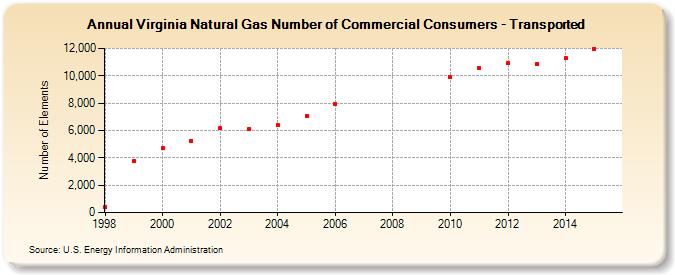 Annual Virginia Natural Gas Number of Commercial Consumers - Transported
Number of Elements
12,000
10,000
8,000
6,000
4,000
2,000
0
1998 2000 2002 2004 2006 2008 2010 2012 2014
Source: U.S. Energy Information Administration